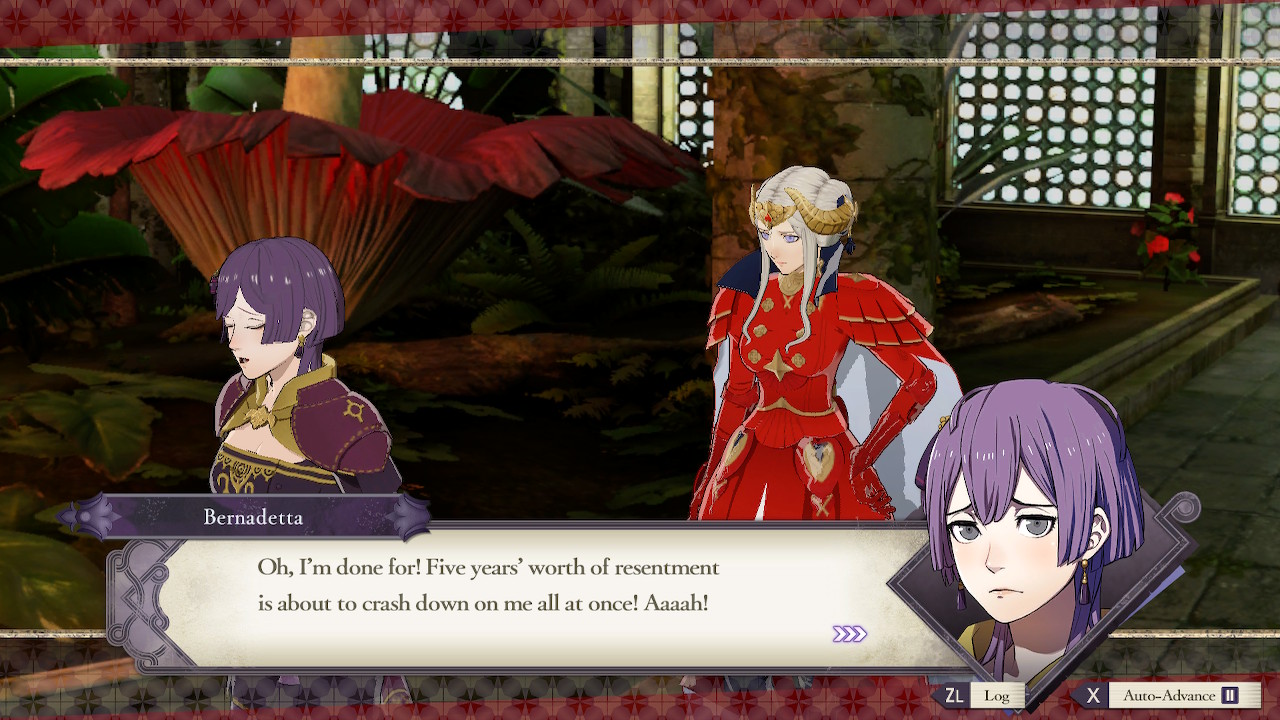 Bernadetta
Oh, I'm done for! Five years' worth of resentment
is about to crash down on me all at once! Aaaah!
ZL Log X Auto-Advance